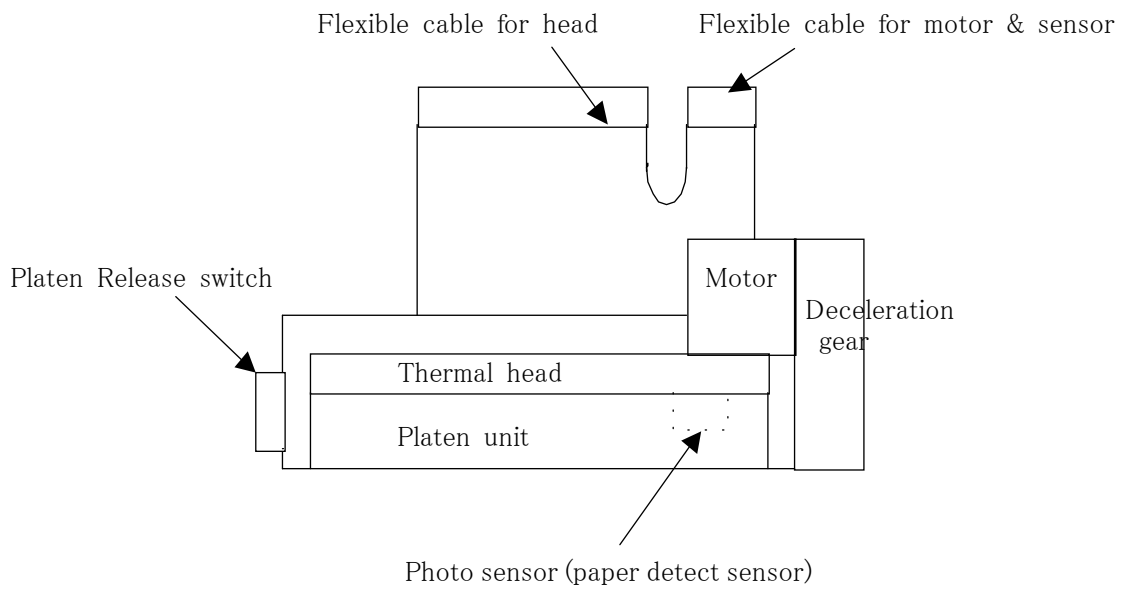 Flexible cable for head
Flexible cable for motor & sensor
Platen Release switch
Motor
Deceleration
gear
Thermal head
Platen unit
Photo sensor (paper detect sensor)